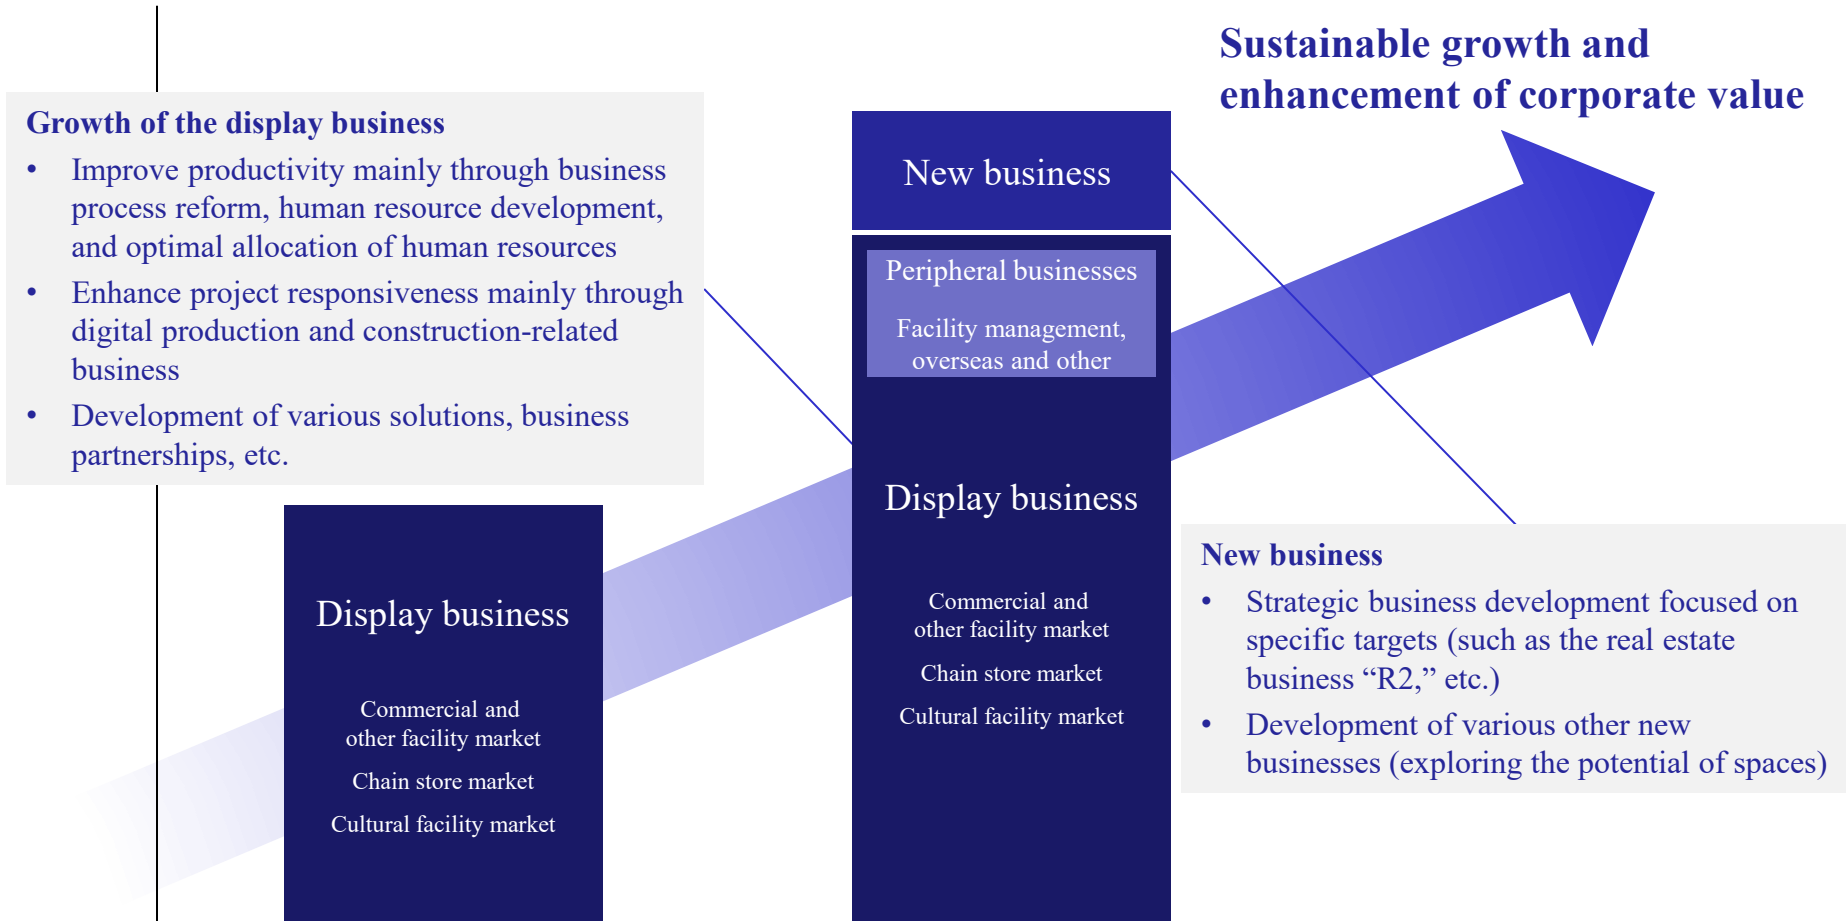 Sustainable growth and
enhancement of corporate value
Growth of the display business
• Improve productivity mainly through business
process reform, human resource development,
and optimal allocation of human resources
• Enhance project responsiveness mainly through
digital production and construction-related
business
• Development of various solutions, business
partnerships, etc.
Display business
Commercial and
other facility market
Chain store market
Cultural facility market
New business
Peripheral businesses
Facility management,
overseas and other
Display business
Commercial and
other facility market
Chain store market
Cultural facility market
New business
• Strategic business development focused on
specific targets (such as the real estate
business “R2,” etc.)
• Development of various other new
businesses (exploring the potential of spaces)